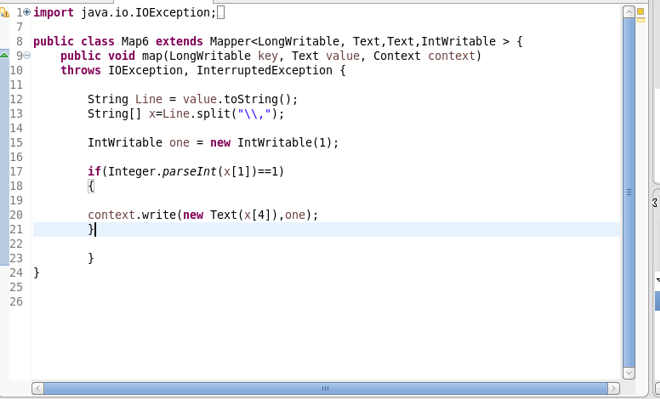 1 import java.io.IOException;
7
8 public class Map6 extends Mapper<LongWritable, Text,Text,IntWritable > {
9 public void map(LongWritable key, Text value, Context context)
10 throws IOException, InterruptedException {
11
12 String Line = value.toString();
13 String[] x=Line.split("\\,");
14
15 IntWritable one = new IntWritable(1);
16
17 if(Integer.parseInt(x[1])==1)
18 {
19
20 context.write(new Text(x[4]),one);
21 }
22
23 }
24 }
25
26